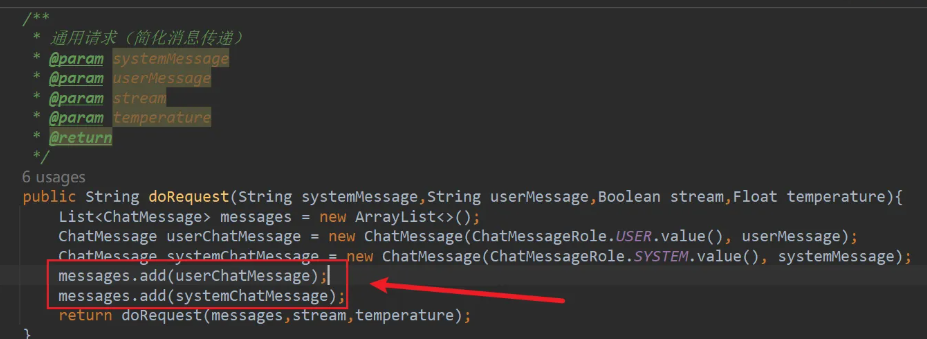 /**
* 通用请求（简化消息传递）
* @param systemMessage
* @param userMessage
* @param stream
* @param temperature
* @return
*/
6 usages
public String doRequest(String systemMessage,String userMessage,Boolean stream,Float temperature){
List<ChatMessage> messages = new ArrayList<>();
ChatMessage userChatMessage = new ChatMessage(ChatMessageRole.USER.value(), userMessage);
ChatMessage systemChatMessage = new ChatMessage(ChatMessageRole.SYSTEM.value(), systemMessage);
messages.add(userChatMessage);
messages.add(systemChatMessage);
return doRequest(messages,stream,temperature);
}